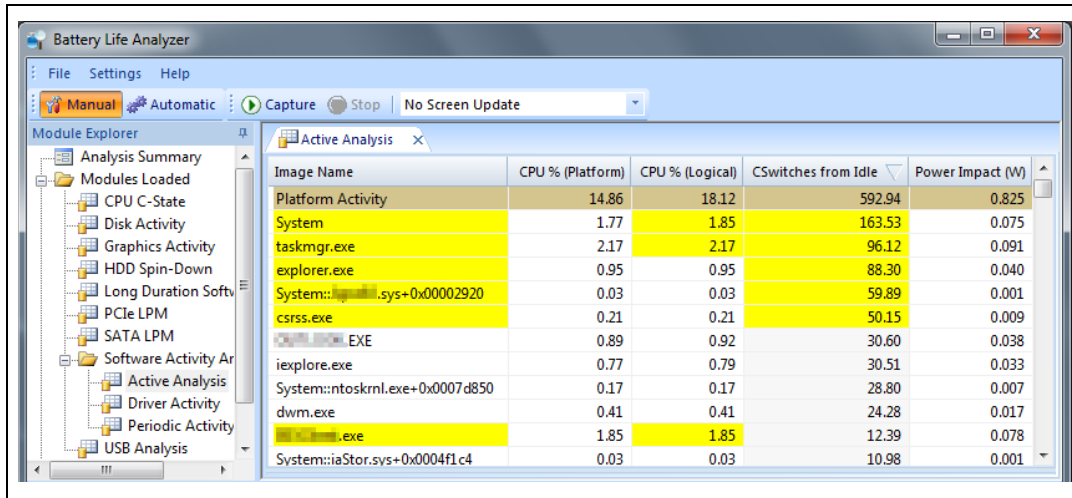 Battery Life Analyzer
File Settings Help
Manual Automatic Capture Stop No Screen Update
Module Explorer
Analysis Summary
Modules Loaded
CPU C-State
Disk Activity
Graphics Activity
HDD Spin-Down
Long Duration Softv
PCIe LPM
SATA LPM
Software Activity Ar
Active Analysis
Driver Activity
Periodic Activity
USB Analysis
Active Analysis
Image Name CPU % (Platform) CPU % (Logical) CSwitches from Idle Power Impact (W)
Platform Activity 14.86 18.12 592.94 0.825
System 1.77 1.85 163.53 0.075
taskmgr.exe 2.17 2.17 96.12 0.091
explorer.exe 0.95 0.95 88.30 0.040
System:: .sys+0x00002920 0.03 0.03 59.89 0.001
csrss.exe 0.21 0.21 50.15 0.009
.EXE 0.89 0.92 30.60 0.038
iexplore.exe 0.77 0.79 30.51 0.033
System::ntoskrnl.exe+0x0007d850 0.17 0.17 28.80 0.007
dwm.exe 0.41 0.41 24.28 0.017
.exe 1.85 1.85 12.39 0.078
System::iaStor.sys+0x0004f1c4 0.03 0.03 10.98 0.001